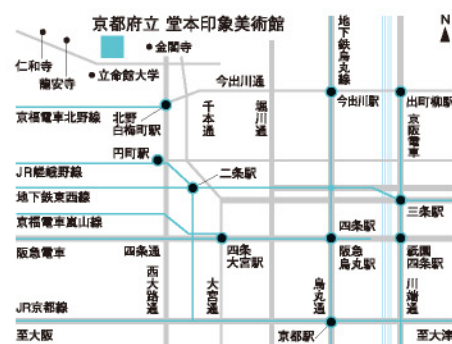 京都府立 堂本印象美術館
N
仁和寺
龍安寺
金閣寺
立命館大学
地下鉄烏丸線
今出川通
今出川駅
出町柳駅
京福電車北野線
北野
白梅町駅
千本通
堀川通
京阪電車
円町駅
JR嵯峨野線
二条駅
地下鉄東西線
三条駅
京福電車嵐山線
四条駅
阪急電車
四条通
四条
大宮駅
阪急
烏丸駅
祇園
四条駅
西大路通
大宮通
烏丸通
川端通
JR京都線
至大阪
京都駅
至大津